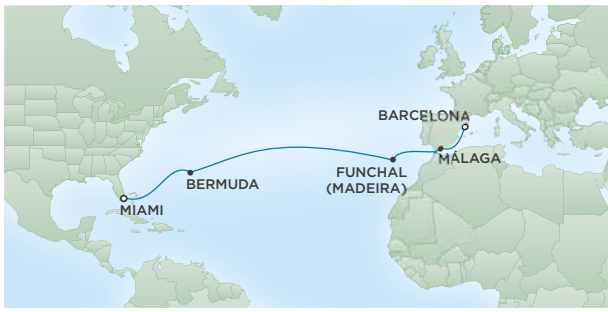 BARCELONA
MÁLAGA
FUNCHAL
(MADEIRA)
BERMUDA
MIAMI